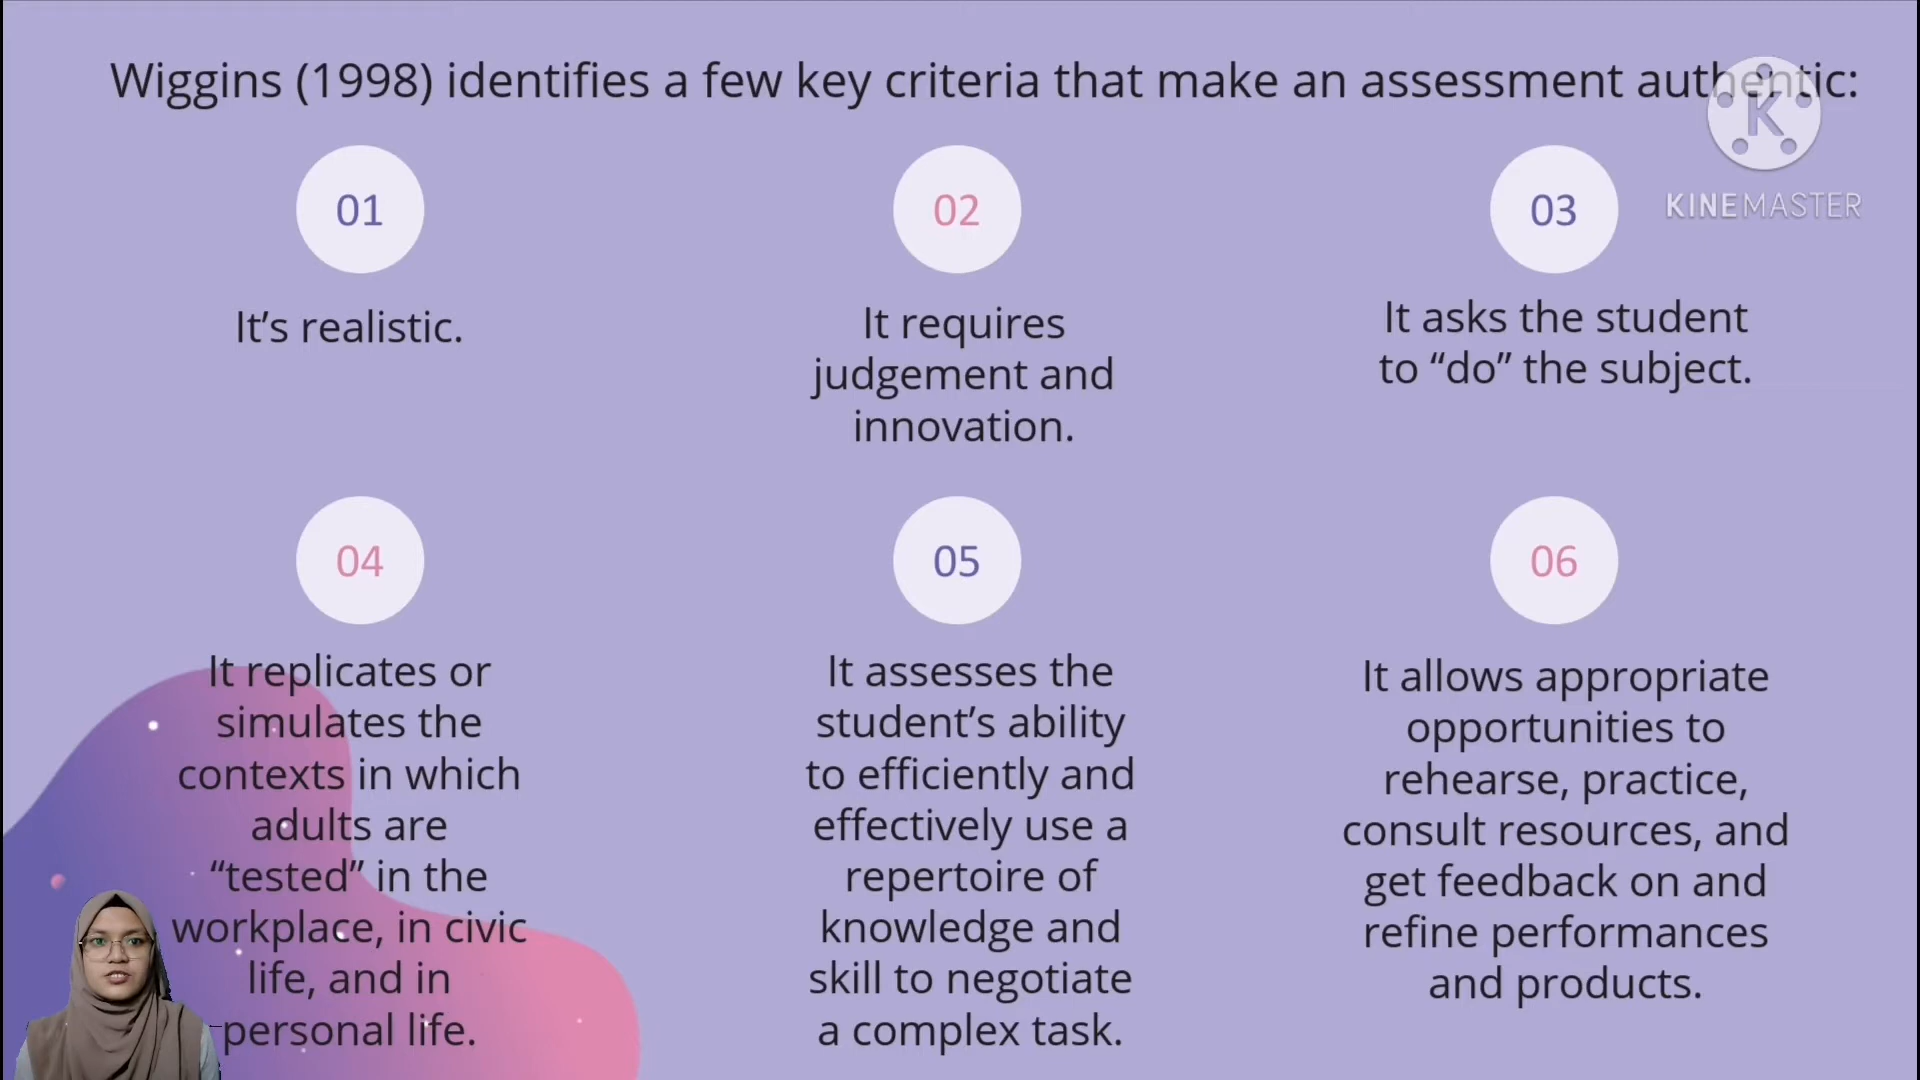 Wiggins (1998) identifies a few key criteria that make an assessment authentic:
K
KINEMASTER
01
It’s realistic.
02
It requires
judgement and
innovation.
03
It asks the student
to “do” the subject.
04
It replicates or
simulates the
contexts in which
adults are
“tested” in the
workplace, in civic
life, and in
personal life.
05
It assesses the
student’s ability
to efficiently and
effectively use a
repertoire of
knowledge and
skill to negotiate
a complex task.
06
It allows appropriate
opportunities to
rehearse, practice,
consult resources, and
get feedback on and
refine performances
and products.